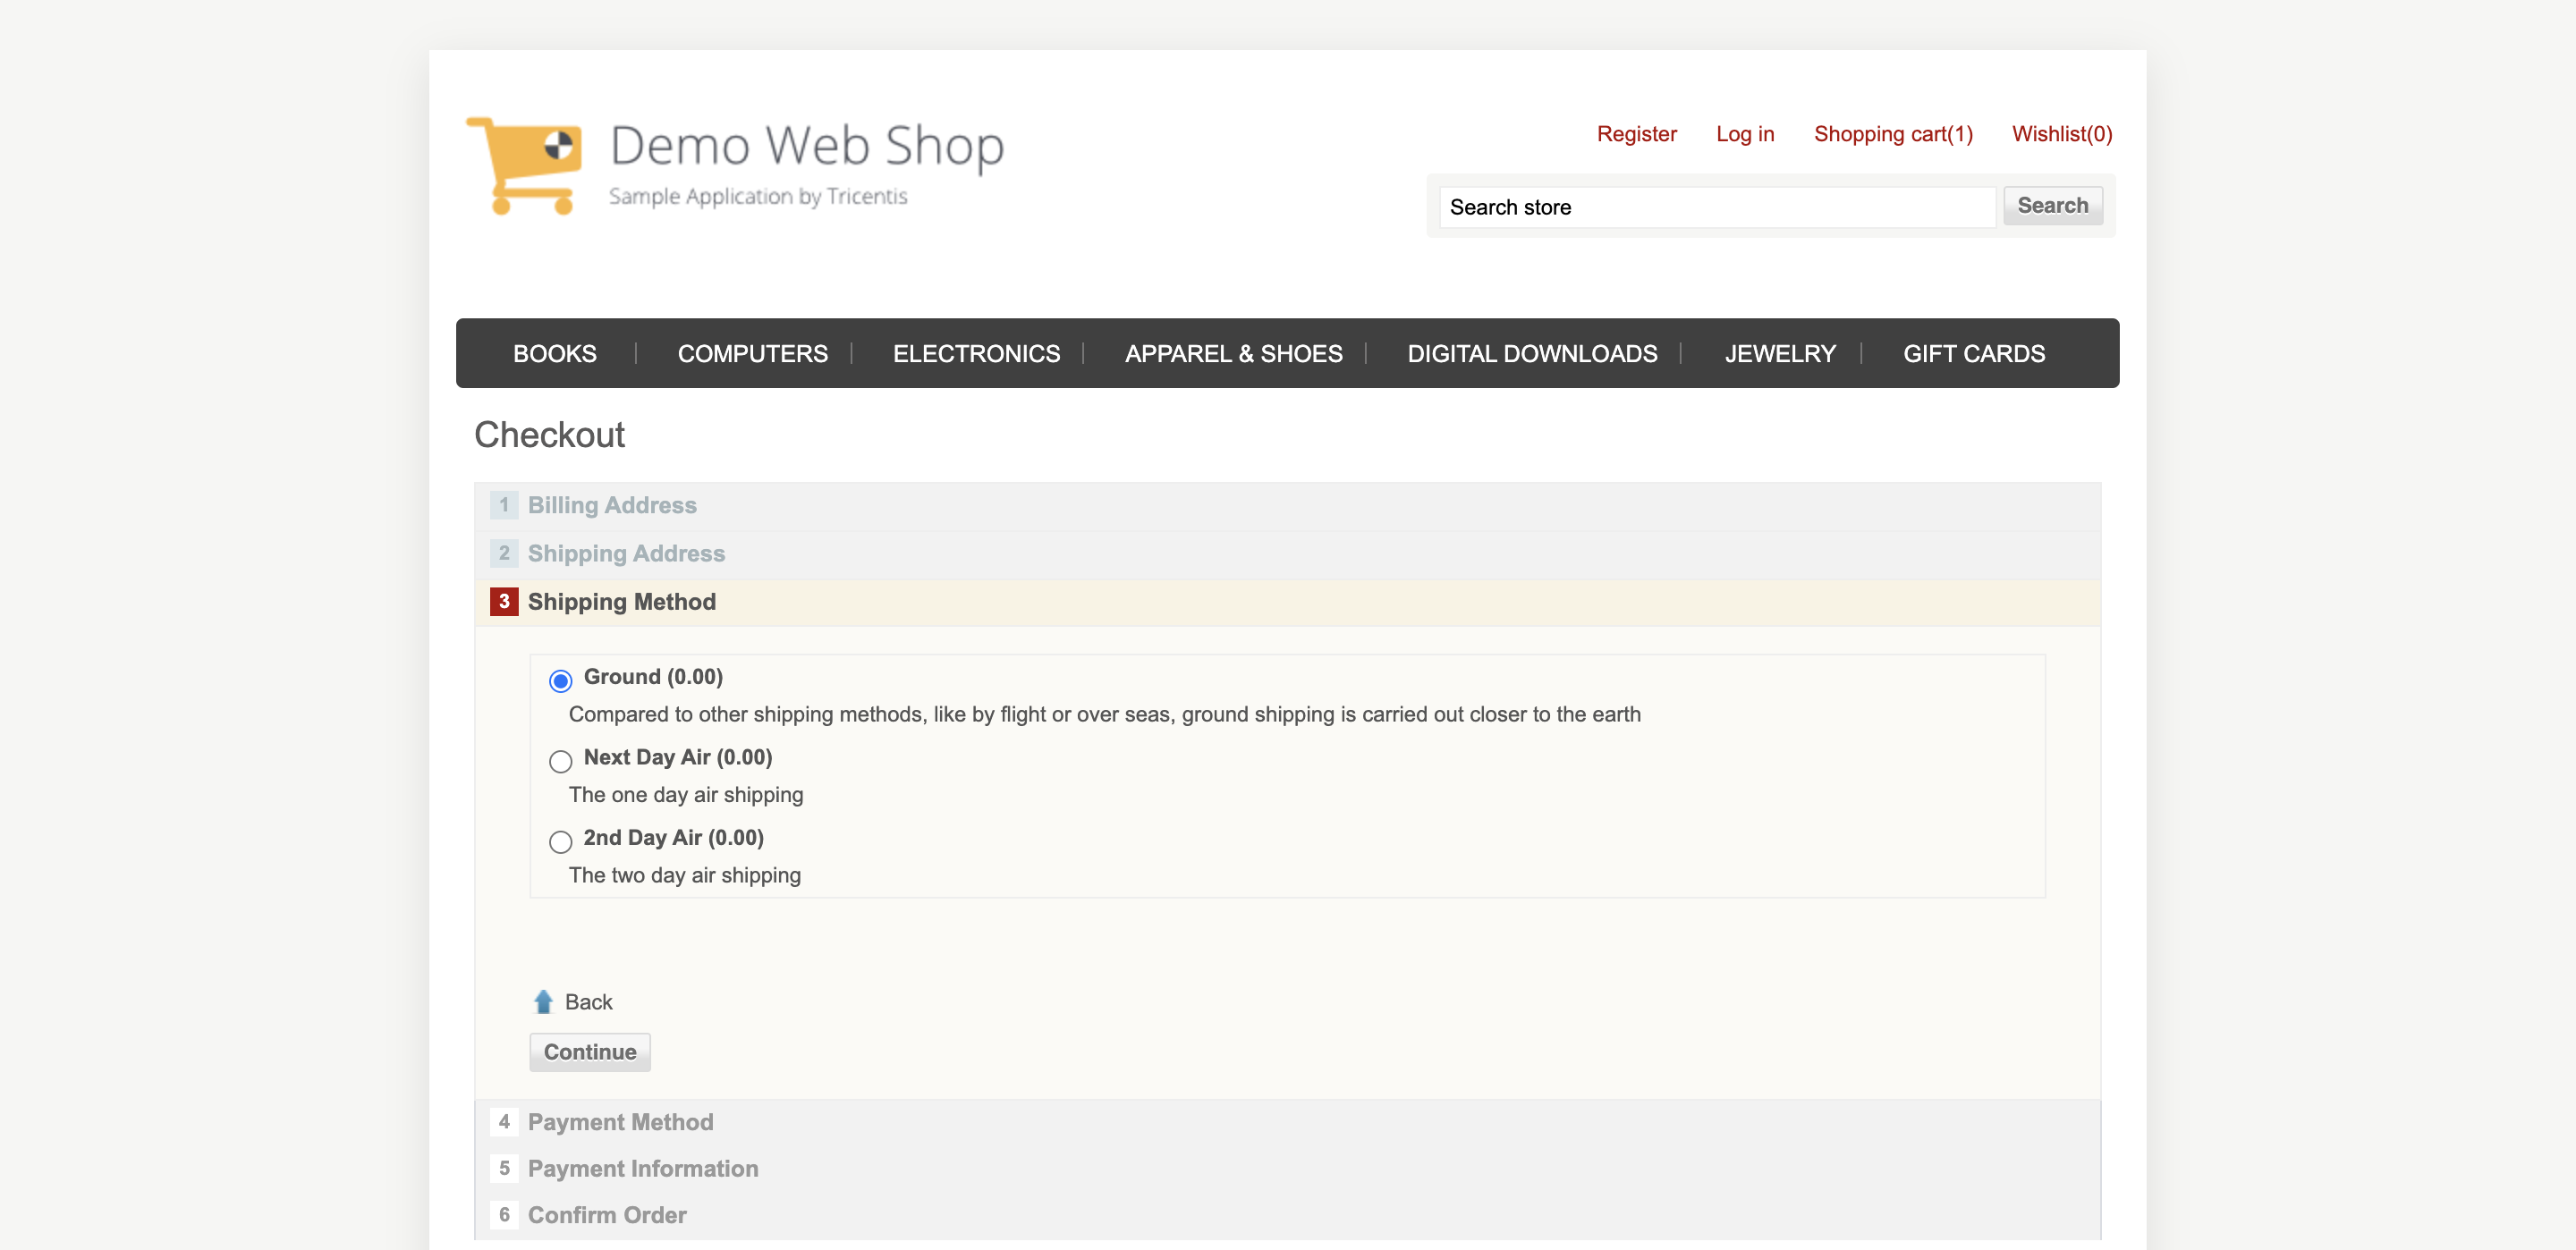 Demo Web Shop
Sample Application by Tricentis
Register Log in Shopping cart(1) Wishlist(0)
Search store Search
BOOKS COMPUTERS ELECTRONICS APPAREL & SHOES DIGITAL DOWNLOADS JEWELRY GIFT CARDS
Checkout
1 Billing Address
2 Shipping Address
3 Shipping Method
Ground (0.00)
Compared to other shipping methods, like by flight or over seas, ground shipping is carried out closer to the earth
Next Day Air (0.00)
The one day air shipping
2nd Day Air (0.00)
The two day air shipping
Back
Continue
4 Payment Method
5 Payment Information
6 Confirm Order